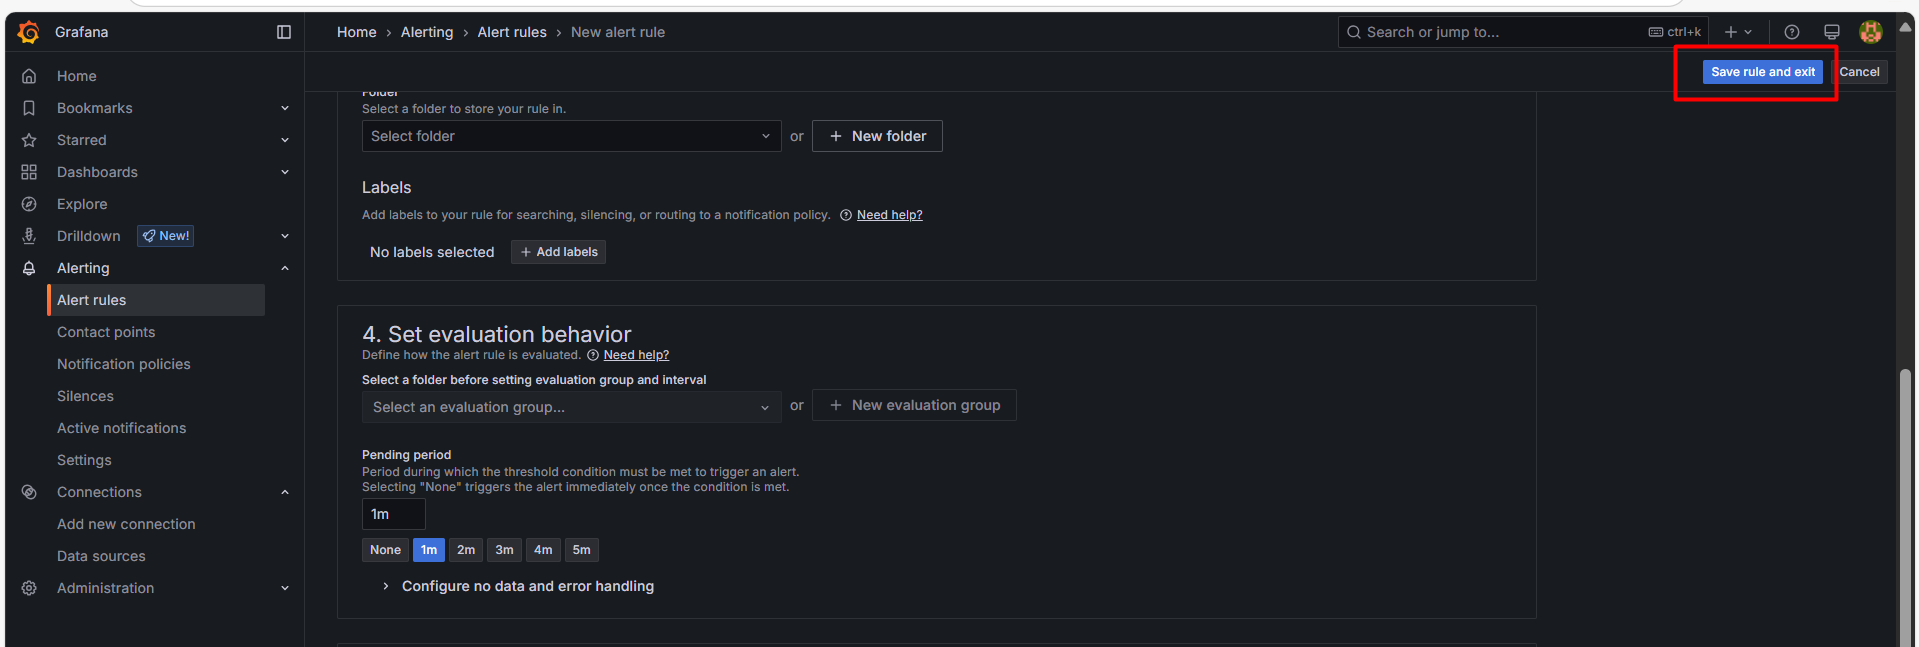 Grafana
Home › Alerting › Alert rules › New alert rule
Search or jump to...
ctrl+k
Save rule and exit
Cancel
Home
Bookmarks
Starred
Dashboards
Explore
Drilldown
New!
Alerting
Alert rules
Contact points
Notification policies
Silences
Active notifications
Settings
Connections
Add new connection
Data sources
Administration
Folder
Select a folder to store your rule in.
Select folder
or
+ New folder
Labels
Add labels to your rule for searching, silencing, or routing to a notification policy.
Need help?
No labels selected
+ Add labels
4. Set evaluation behavior
Define how the alert rule is evaluated.
Need help?
Select a folder before setting evaluation group and interval
Select an evaluation group...
or
+ New evaluation group
Pending period
Period during which the threshold condition must be met to trigger an alert.
Selecting "None" triggers the alert immediately once the condition is met.
1m
None 1m 2m 3m 4m 5m
Configure no data and error handling